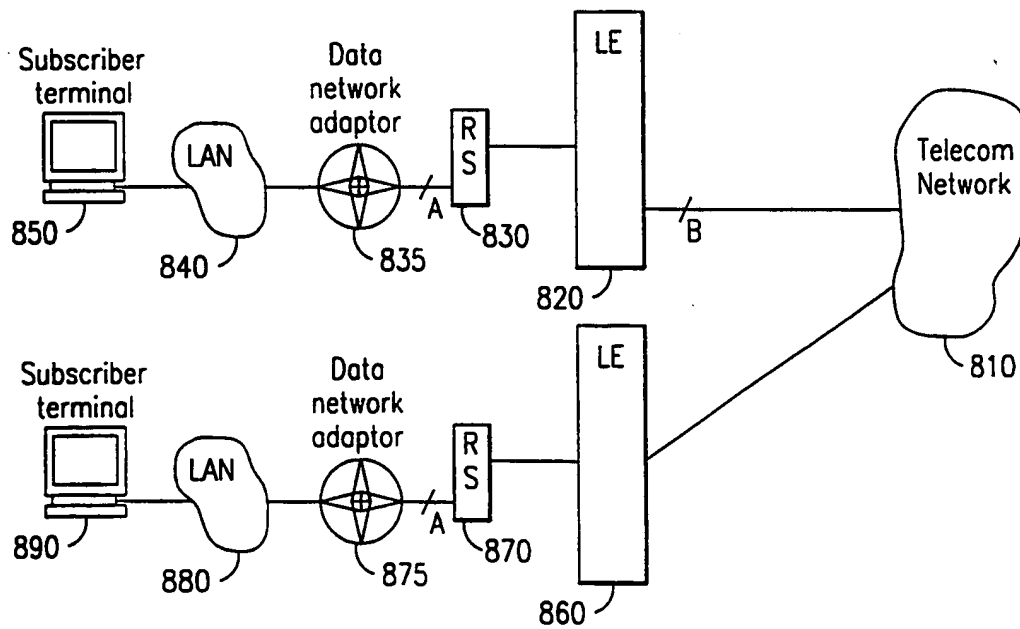 Subscriber
terminal
Data
network
adaptor
LE
LAN
R
S
Telecom
Network
A
B
850
840
835
830
820
810
Subscriber
terminal
Data
network
adaptor
LE
LAN
R
S
A
890
880
875
870
860